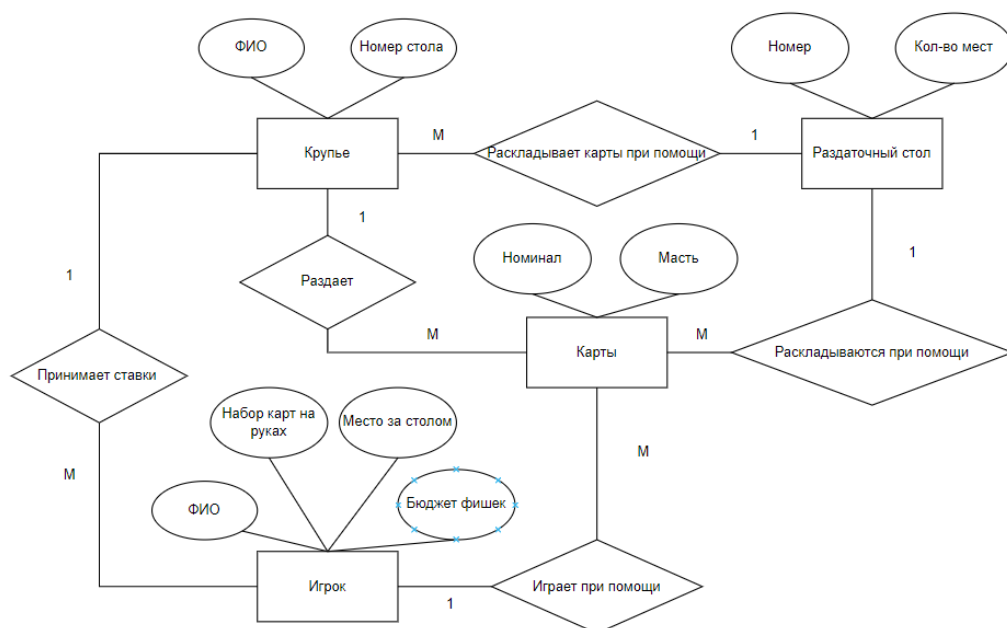 ФИО
Номер стола
Номер
Кол-во мест
М
1
Крупье
Раскладывает карты при помощи
Раздаточный стол
1
Номинал
Масть
1
1
Раздает
М
М
Карты
Раскладываются при помощи
Принимает ставки
Набор карт на
руках
Место за столом
М
М
Бюджет фишек
ФИО
Игрок
1
Играет при помощи